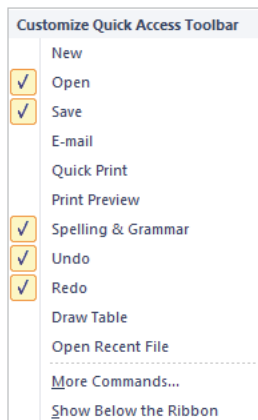 Customize Quick Access Toolbar
New
Open
Save
E-mail
Quick Print
Print Preview
Spelling & Grammar
Undo
Redo
Draw Table
Open Recent File
More Commands...
Show Below the Ribbon